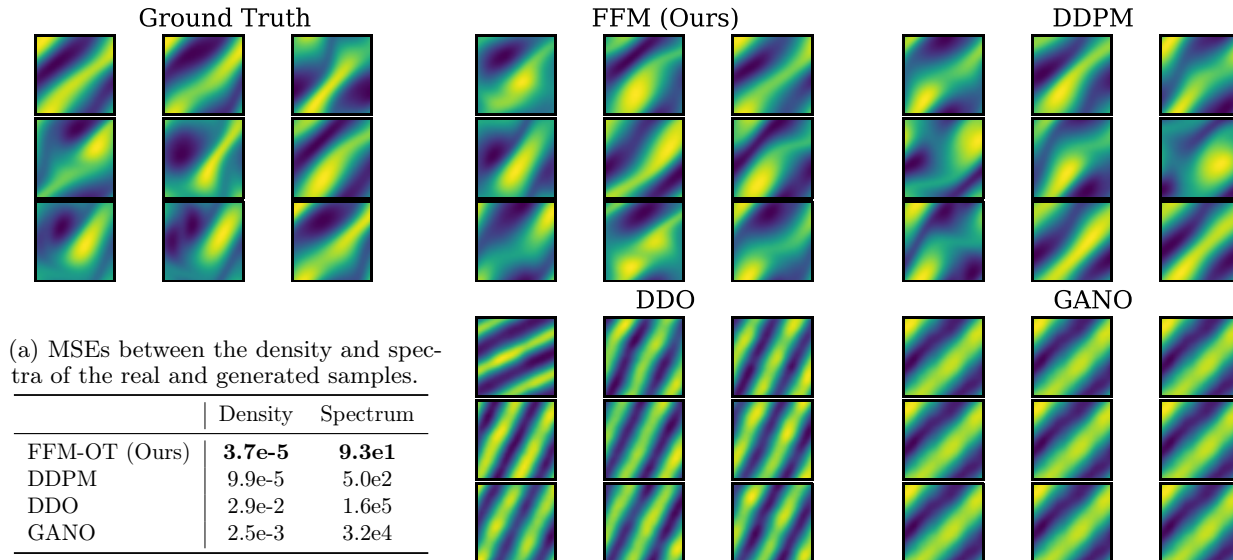 Ground Truth
FFM (Ours)
DDPM
DDO
GANO
(a) MSEs between the density and spec-
tra of the real and generated samples.
Density Spectrum
FFM-OT (Ours) 3.7e-5 9.3e1
DDPM 9.9e-5 5.0e2
DDO 2.9e-2 1.6e5
GANO 2.5e-3 3.2e4